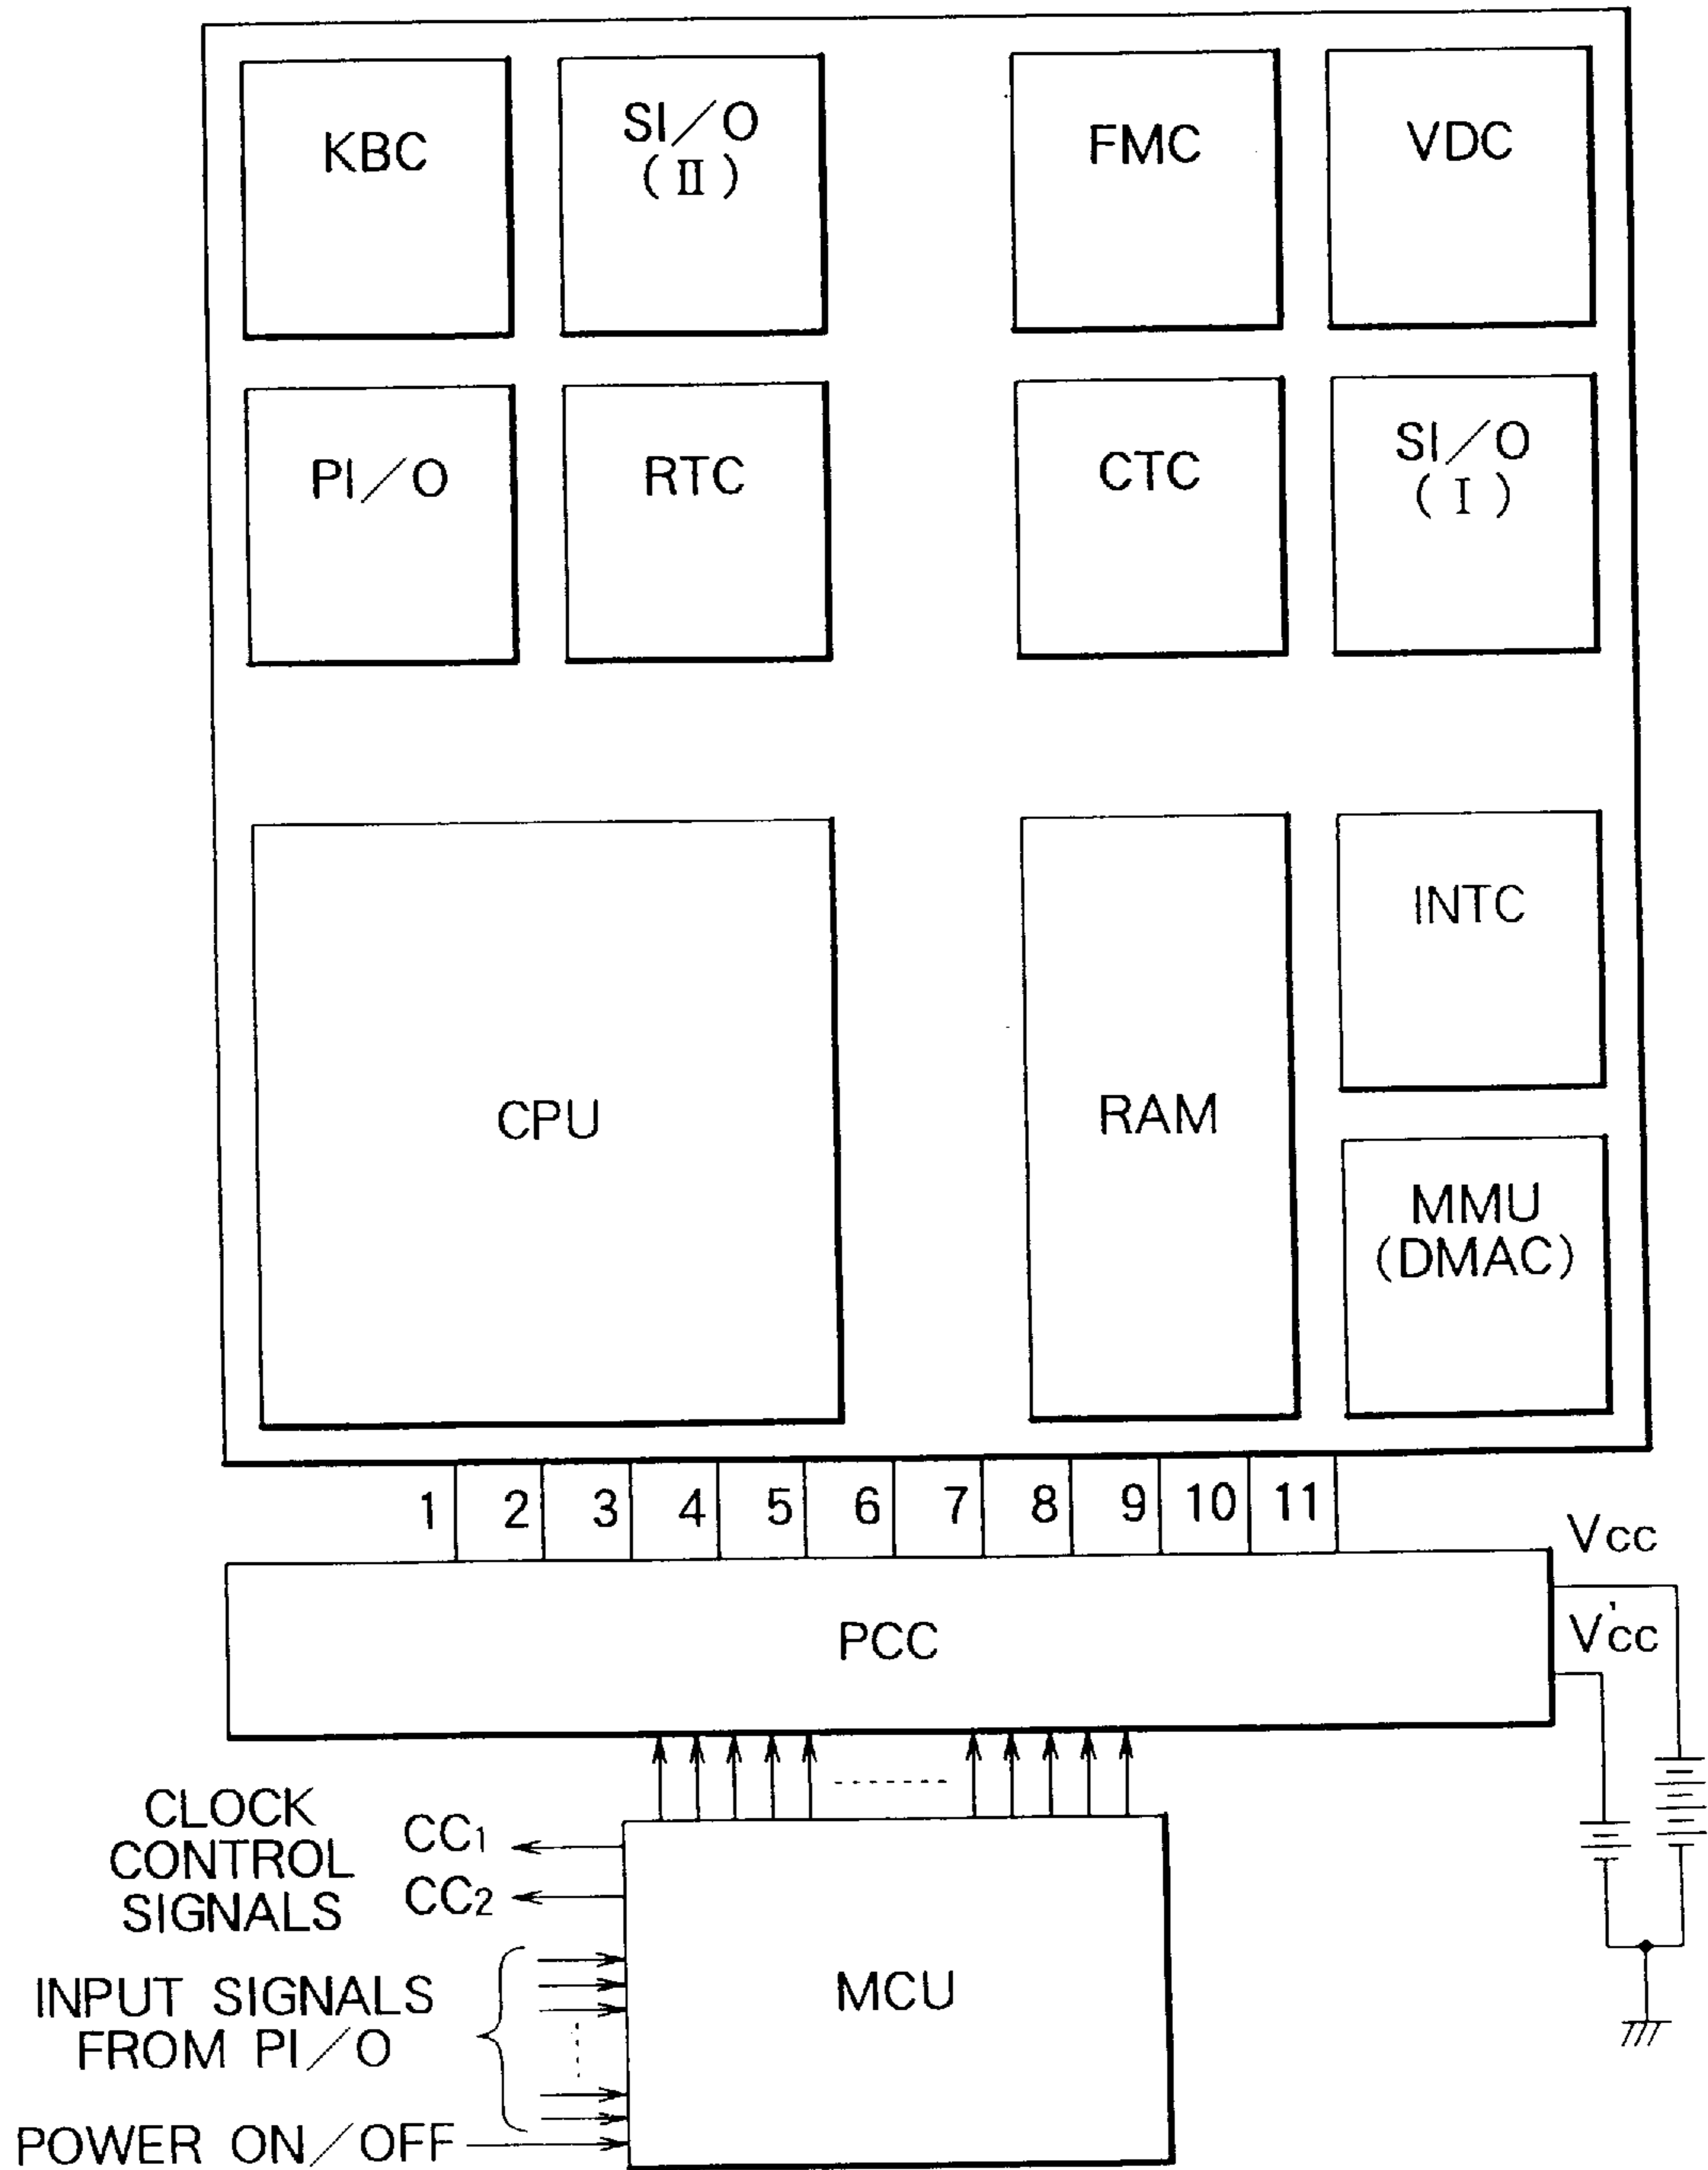 KBC
SI/O
(II)
FMC
VDC
PI/O
RTC
CTC
SI/O
(I)
CPU
RAM
INTC
MMU
(DMAC)
1 2 3 4 5 6 7 8 9 10 11
Vcc
V'cc
PCC
CLOCK
CONTROL
SIGNALS
CC1
CC2
INPUT SIGNALS
FROM PI/O
POWER ON/OFF
MCU